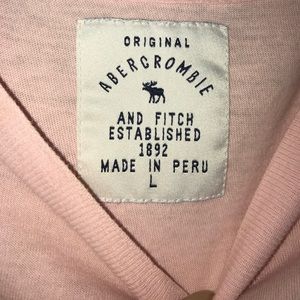 ORIGINAL
ABERCROMBIE
AND FITCH
ESTABLISHED
1892
MADE IN PERU
L